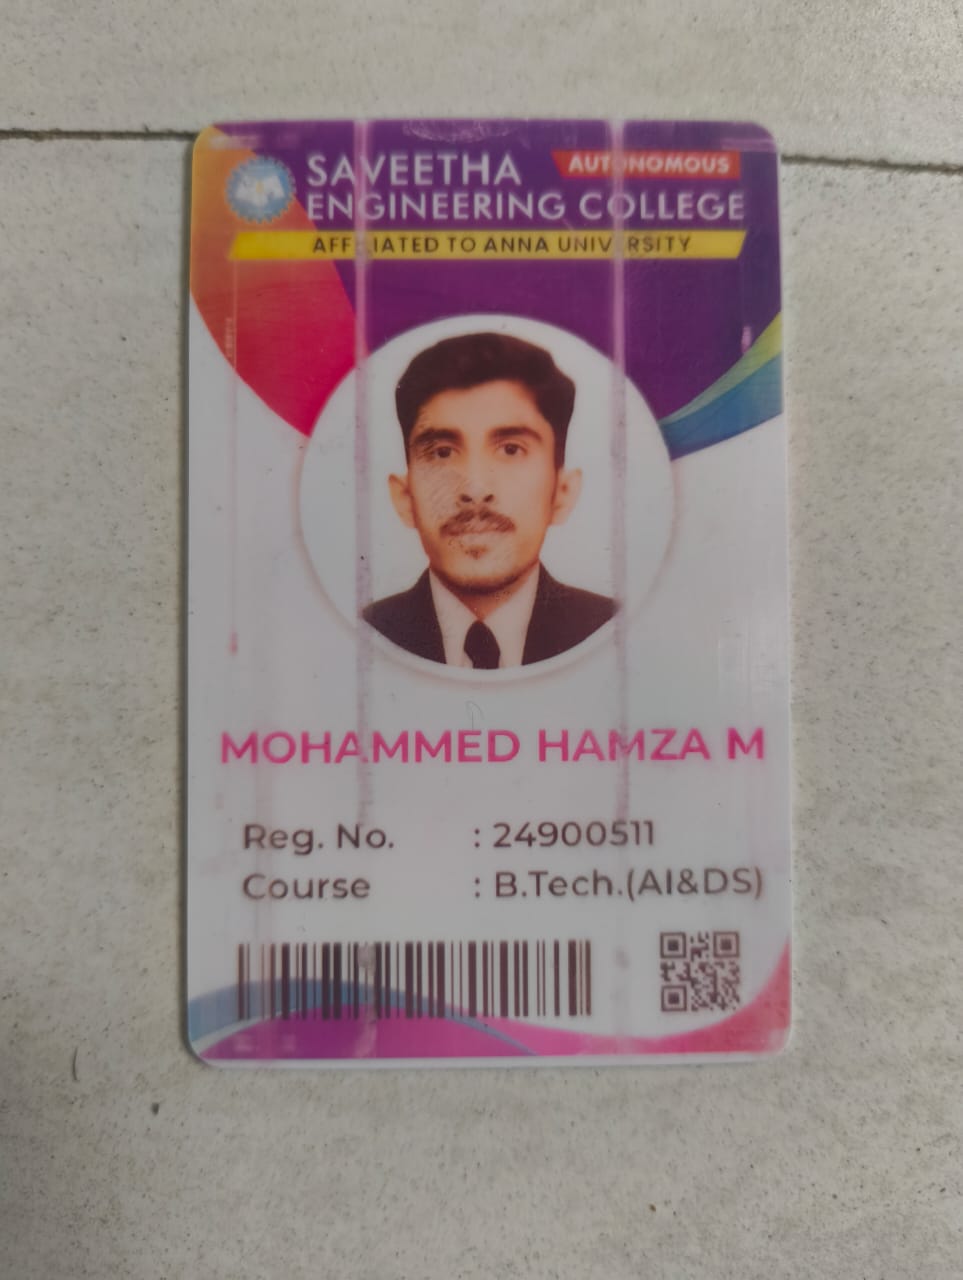 SAVEETHA
AUTONOMOUS
ENGINEERING COLLEGE
AFFILIATED TO ANNA UNIVERSITY
MOHAMMED HAMZA M
Reg. No. : 24900511
Course : B.Tech.(AI&DS)